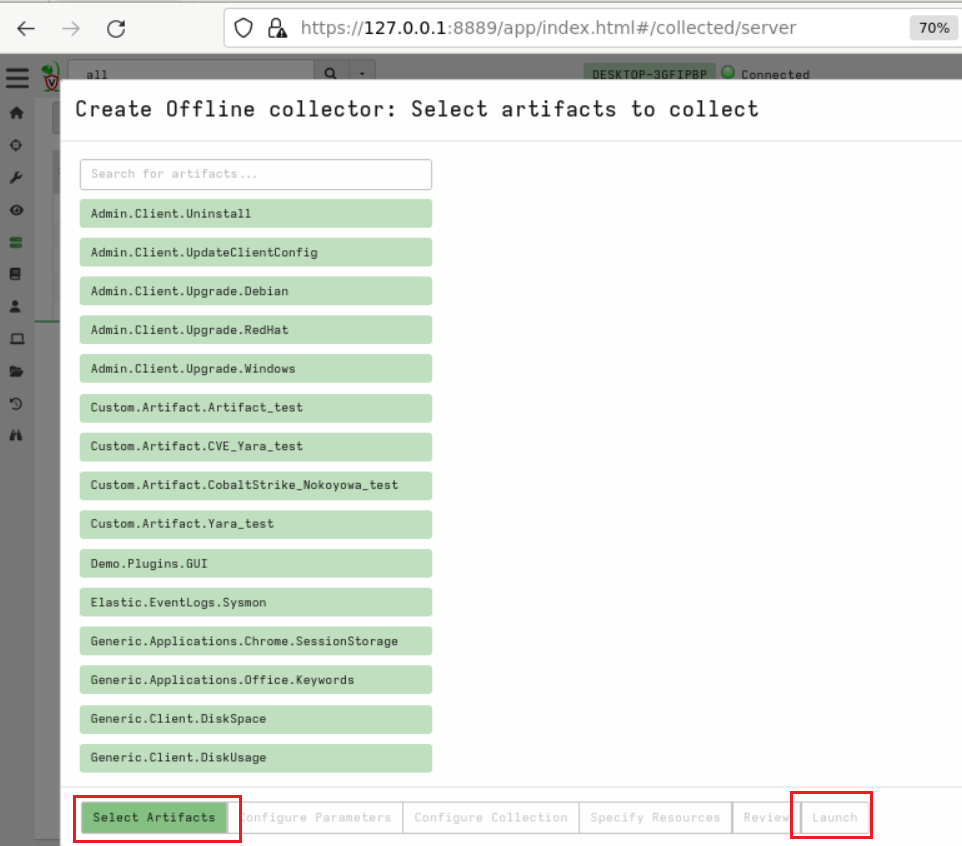 https://127.0.0.1:8889/app/index.html#/collected/server 70%
all DESKTOP-3GFIPBP Connected
Create Offline collector: Select artifacts to collect
Search for artifacts...
Admin.Client.Uninstall
Admin.Client.UpdateClientConfig
Admin.Client.Upgrade.Debian
Admin.Client.Upgrade.RedHat
Admin.Client.Upgrade.Windows
Custom.Artifact.Artifact_test
Custom.Artifact.CVE_Yara_test
Custom.Artifact.CobaltStrike_Nokoyowa_test
Custom.Artifact.Yara_test
Demo.Plugins.GUI
Elastic.EventLogs.Sysmon
Generic.Applications.Chrome.SessionStorage
Generic.Applications.Office.Keywords
Generic.Client.DiskSpace
Generic.Client.DiskUsage
Select Artifacts Configure Parameters Configure Collection Specify Resources Review Launch